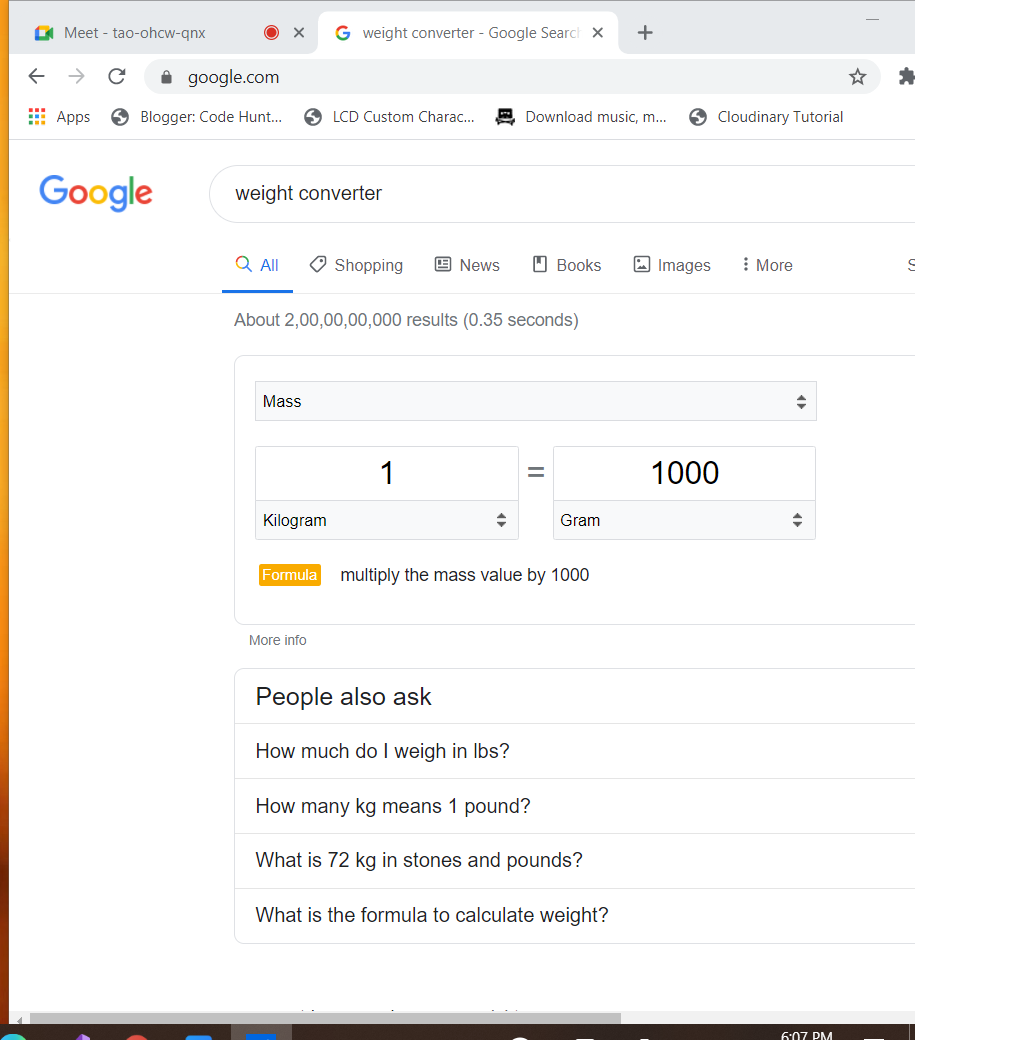 Meet - tao-ohcw-qnx
weight converter - Google Search
google.com
Apps Blogger: Code Hunt... LCD Custom Charac... Download music, m... Cloudinary Tutorial
Google
weight converter
All Shopping News Books Images More
About 2,00,00,00,000 results (0.35 seconds)
Mass
1 = 1000
Kilogram Gram
Formula multiply the mass value by 1000
More info
People also ask
How much do I weigh in lbs?
How many kg means 1 pound?
What is 72 kg in stones and pounds?
What is the formula to calculate weight?
6:07 PM